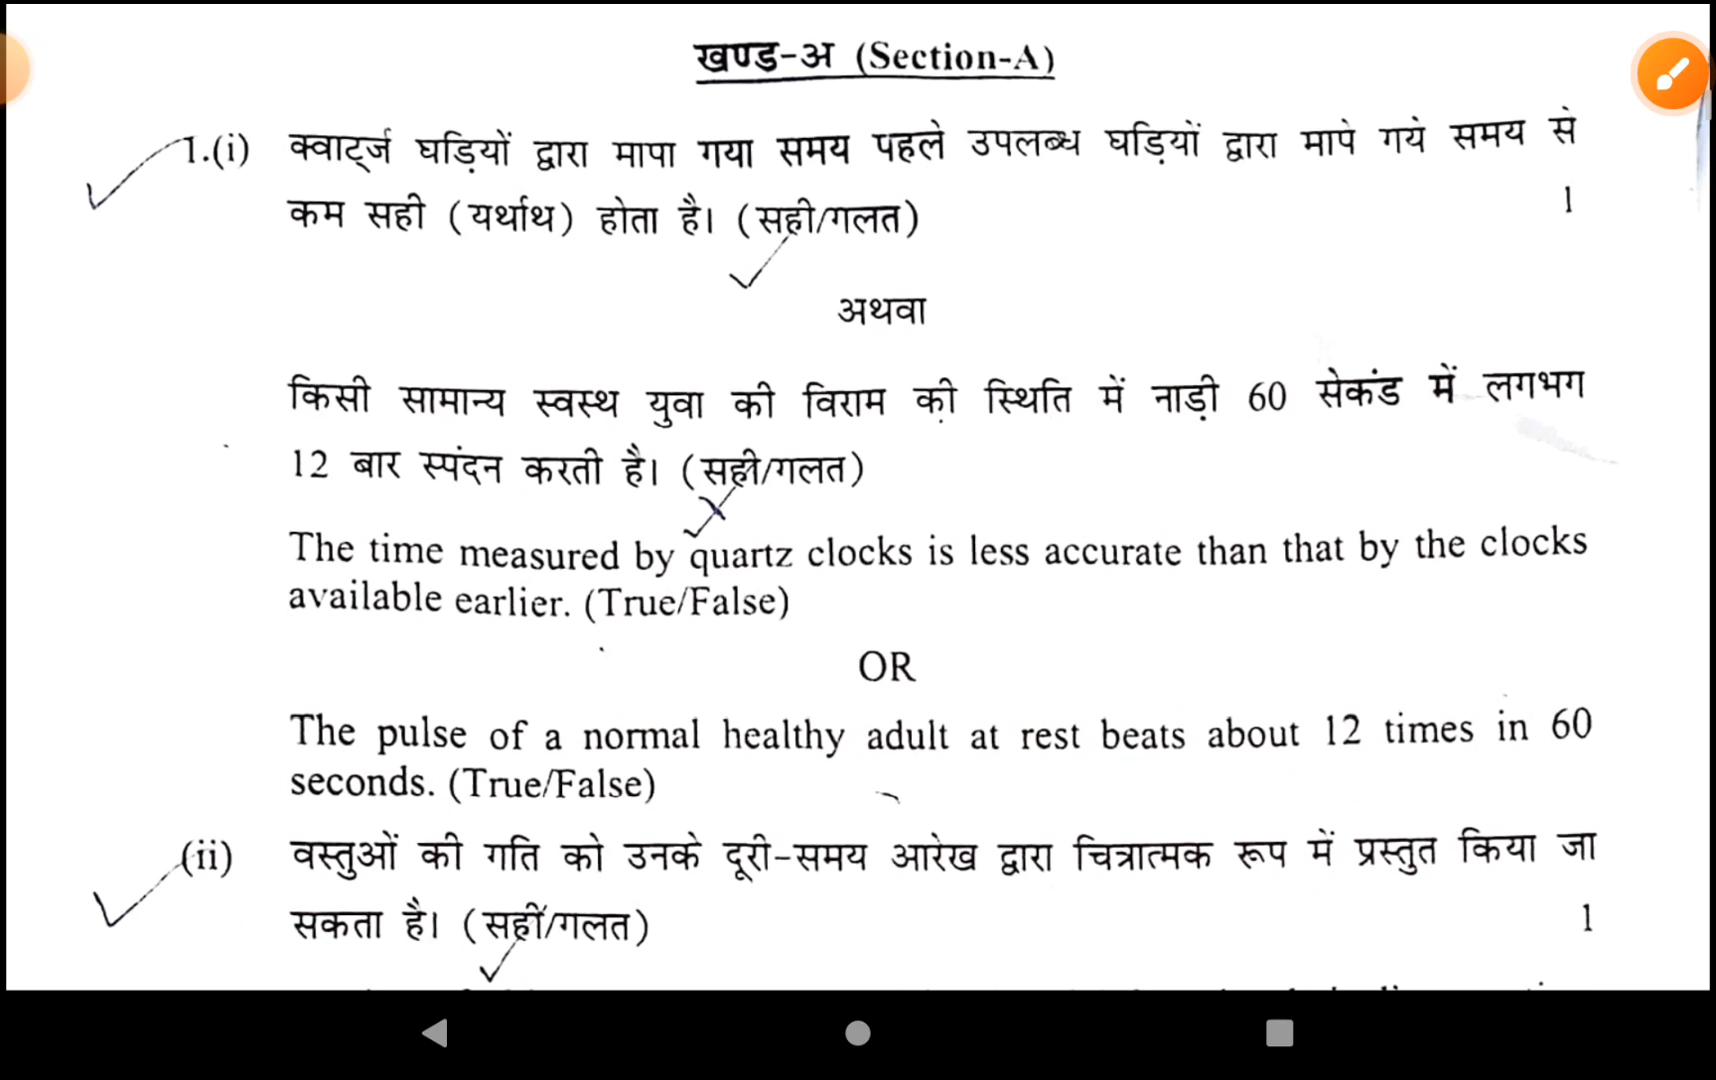 खण्ड-अ (Section-A)
1.(i) क्वार्ट्ज घड़ियों द्वारा मापा गया समय पहले उपलब्ध घड़ियों द्वारा मापे गये समय से
कम सही (यर्थाथ) होता है। (सही/गलत) 1
अथवा
किसी सामान्य स्वस्थ युवा की विराम की स्थिति में नाड़ी 60 सेकंड में लगभग
12 बार स्पंदन करती है। (सही/गलत)
The time measured by quartz clocks is less accurate than that by the clocks
available earlier. (True/False)
OR
The pulse of a normal healthy adult at rest beats about 12 times in 60
seconds. (True/False)
(ii) वस्तुओं की गति को उनके दूरी-समय आरेख द्वारा चित्रात्मक रूप में प्रस्तुत किया जा
सकता है। (सही/गलत) 1